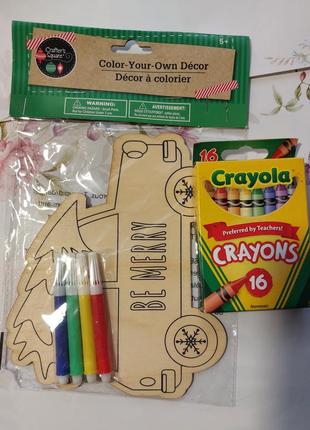 Crafter's
Square
5+
Color-Your-Own Décor
Décor à colorier
WARNING:
AVERTISSEMENT:
BE MERRY
16
Crayola
Preferred by Teachers!
CRAYONS
16